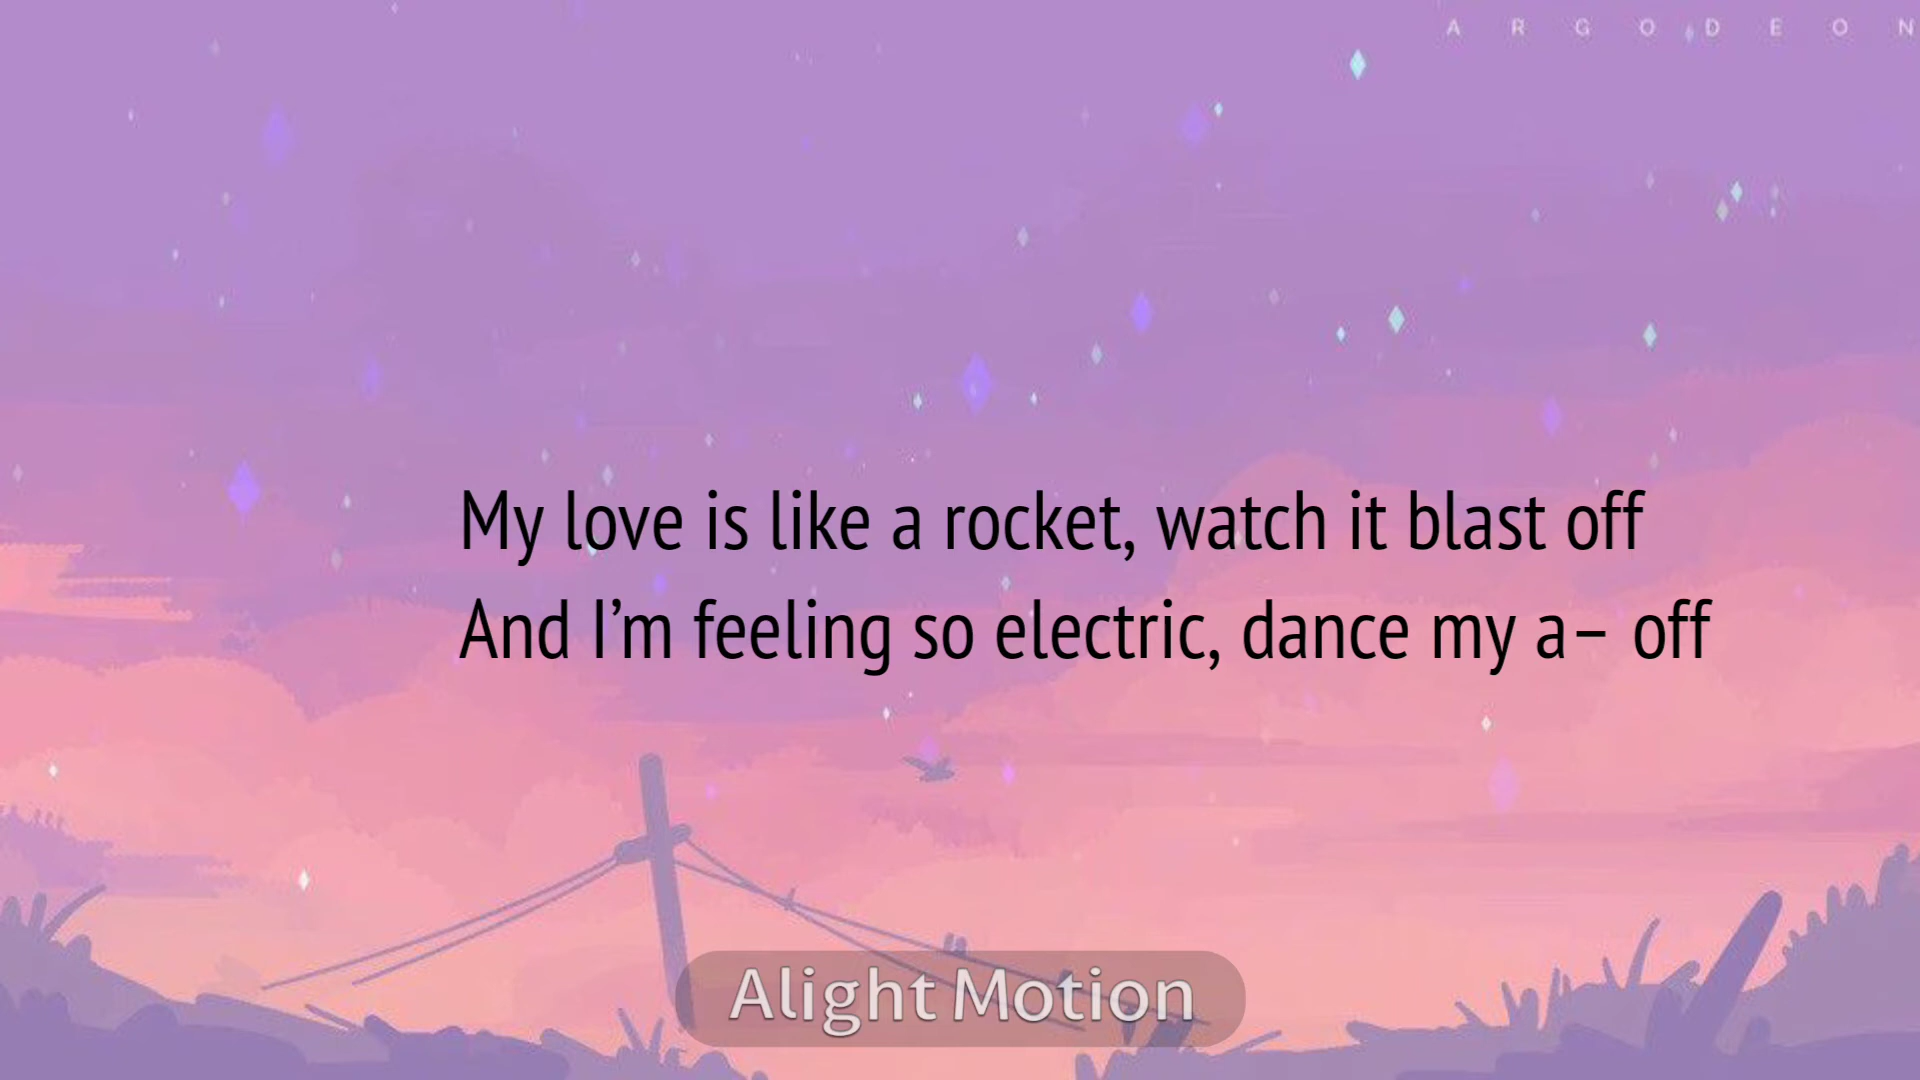 A R G O D E O N
My love is like a rocket, watch it blast off
And I’m feeling so electric, dance my a– off
Alight Motion